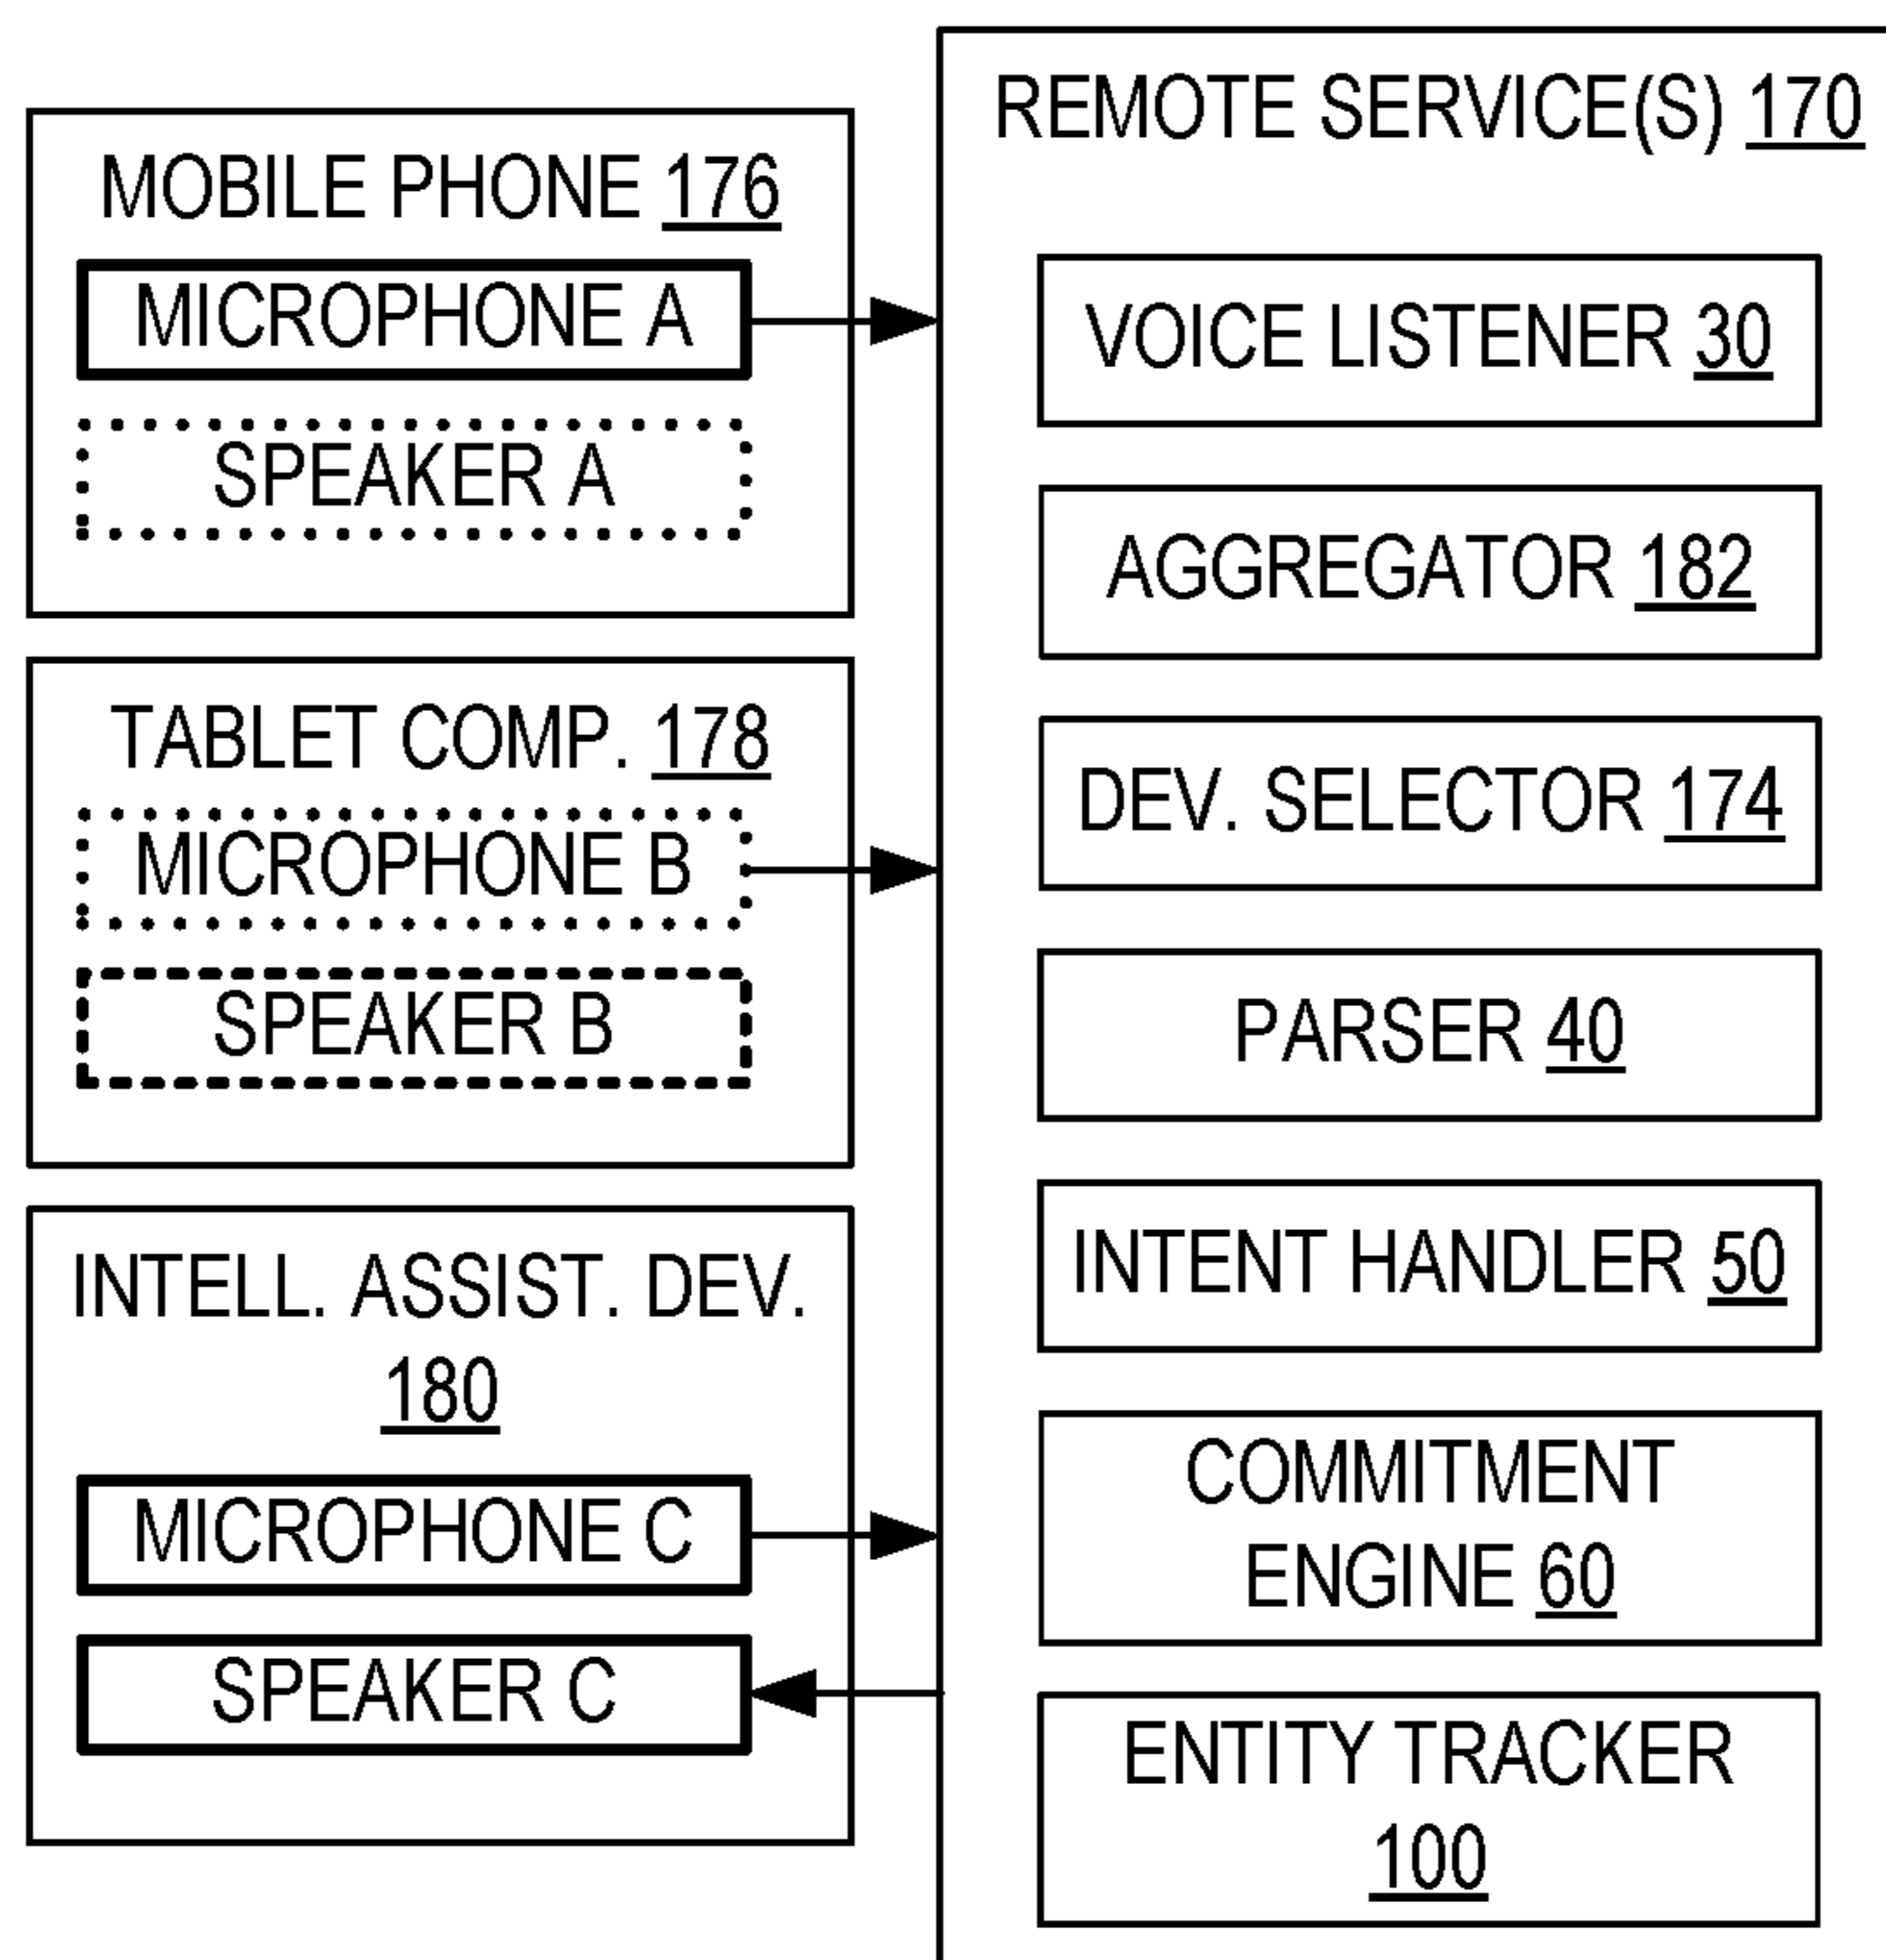 MOBILE PHONE 176
MICROPHONE A
SPEAKER A
TABLET COMP. 178
MICROPHONE B
SPEAKER B
INTELL. ASSIST. DEV.
180
MICROPHONE C
SPEAKER C
REMOTE SERVICE(S) 170
VOICE LISTENER 30
AGGREGATOR 182
DEV. SELECTOR 174
PARSER 40
INTENT HANDLER 50
COMMITMENT
ENGINE 60
ENTITY TRACKER
100